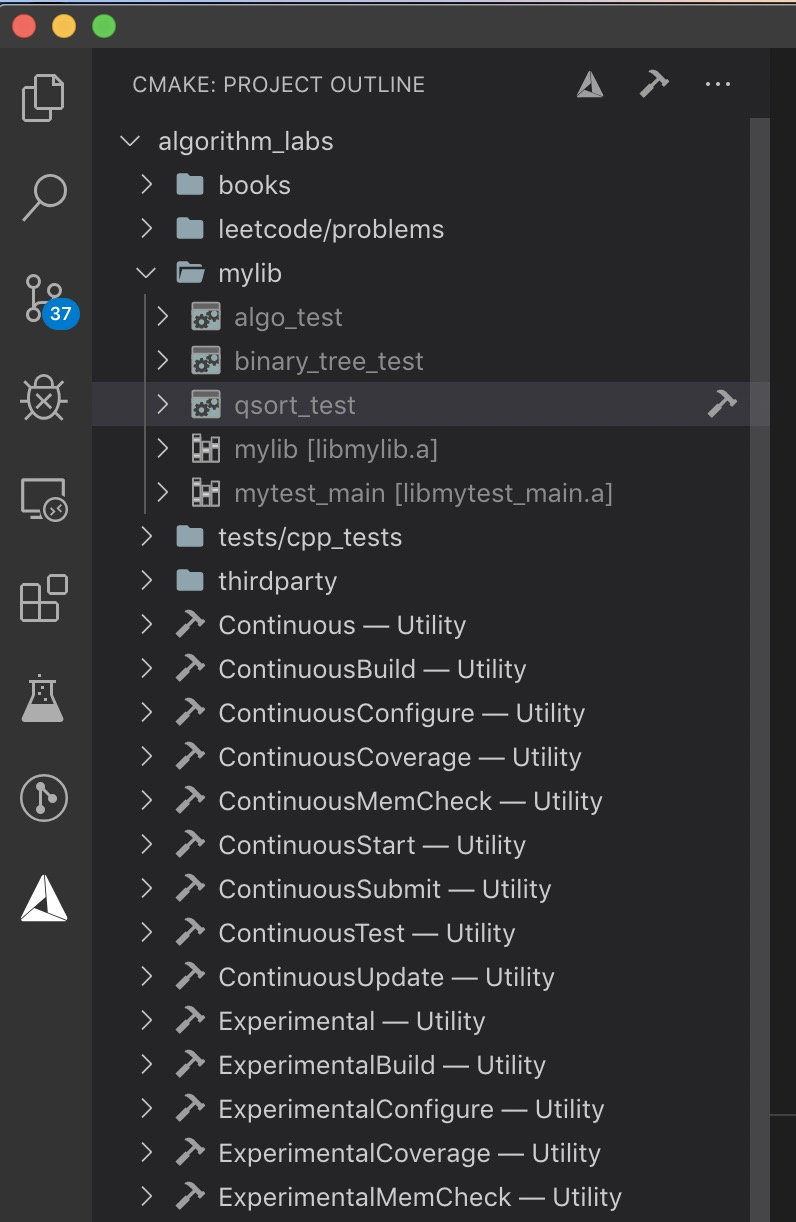 CMAKE: PROJECT OUTLINE
algorithm_labs
books
leetcode/problems
mylib
37
algo_test
binary_tree_test
qsort_test
mylib [libmylib.a]
mytest_main [libmytest_main.a]
tests/cpp_tests
thirdparty
Continuous — Utility
ContinuousBuild — Utility
ContinuousConfigure — Utility
ContinuousCoverage — Utility
ContinuousMemCheck — Utility
ContinuousStart — Utility
ContinuousSubmit — Utility
ContinuousTest — Utility
ContinuousUpdate — Utility
Experimental — Utility
ExperimentalBuild — Utility
ExperimentalConfigure — Utility
ExperimentalCoverage — Utility
ExperimentalMemCheck — Utility